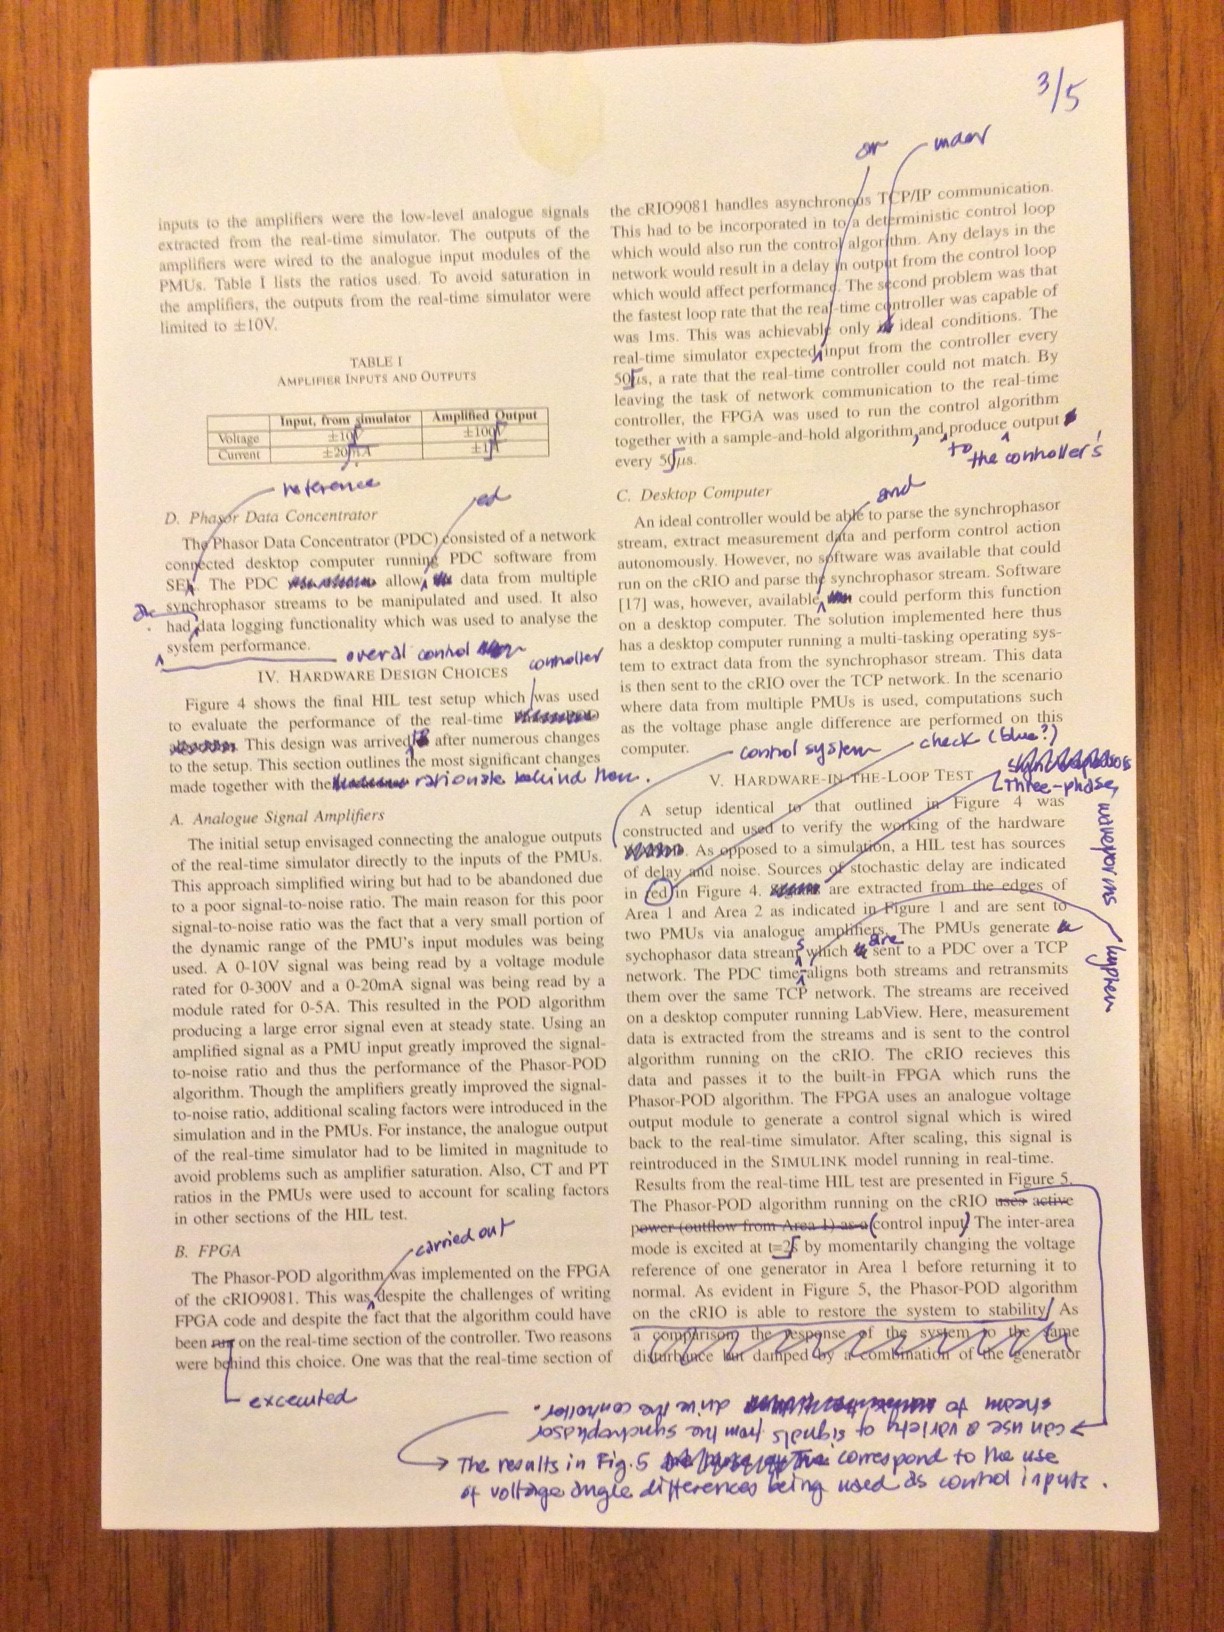 3/5
an
under
inputs to the amplifiers were the low-level analogue signals
extracted from the real-time simulator. The outputs of the
amplifiers were wired to the analogue input modules of the
PMUs. Table I lists the ratios used. To avoid saturation in
the amplifiers, the outputs from the real-time simulator were
limited to ±10V.
TABLE I
AMPLIFIER INPUTS AND OUTPUTS
Input, from simulator Amplified Output
Voltage ±10V ±100V
Current ±20mA ±1A
reference
ed
D. Phasor Data Concentrator
The Phasor Data Concentrator (PDC) consisted of a network
connected desktop computer running PDC software from
SEL. The PDC allow data from multiple
synchrophasor streams to be manipulated and used. It also
had data logging functionality which was used to analyse the
system performance.
overall control
controller
IV. HARDWARE DESIGN CHOICES
Figure 4 shows the final HIL test setup which was used
to evaluate the performance of the real-time
This design was arrived after numerous changes
to the setup. This section outlines the most significant changes
made together with the rationale behind them.
A. Analogue Signal Amplifiers
The initial setup envisaged connecting the analogue outputs
of the real-time simulator directly to the inputs of the PMUs.
This approach simplified wiring but had to be abandoned due
to a poor signal-to-noise ratio. The main reason for this poor
signal-to-noise ratio was the fact that a very small portion of
the dynamic range of the PMU's input modules was being
used. A 0-10V signal was being read by a voltage module
rated for 0-300V and a 0-20mA signal was being read by a
module rated for 0-5A. This resulted in the POD algorithm
producing a large error signal even at steady state. Using an
amplified signal as a PMU input greatly improved the signal-
to-noise ratio and thus the performance of the Phasor-POD
algorithm. Though the amplifiers greatly improved the signal-
to-noise ratio, additional scaling factors were introduced in the
simulation and in the PMUs. For instance, the analogue output
of the real-time simulator had to be limited in magnitude to
avoid problems such as amplifier saturation. Also, CT and PT
ratios in the PMUs were used to account for scaling factors
in other sections of the HIL test.
carried out
B. FPGA
The Phasor-POD algorithm was implemented on the FPGA
of the cRIO9081. This was despite the challenges of writing
FPGA code and despite the fact that the algorithm could have
been run on the real-time section of the controller. Two reasons
were behind this choice. One was that the real-time section of
excecuted
the cRIO9081 handles asynchronous TCP/IP communication.
This had to be incorporated in to a deterministic control loop
which would also run the control algorithm. Any delays in the
network would result in a delay in output from the control loop
which would affect performance. The second problem was that
the fastest loop rate that the real-time controller was capable of
was 1ms. This was achievable only ideal conditions. The
real-time simulator expected input from the controller every
50µs, a rate that the real-time controller could not match. By
leaving the task of network communication to the real-time
controller, the FPGA was used to run the control algorithm
together with a sample-and-hold algorithm, and produce output
every 50µs.
to the controller's
and
C. Desktop Computer
An ideal controller would be able to parse the synchrophasor
stream, extract measurement data and perform control action
autonomously. However, no software was available that could
run on the cRIO and parse the synchrophasor stream. Software
[17] was, however, available could perform this function
on a desktop computer. The solution implemented here thus
has a desktop computer running a multi-tasking operating sys-
tem to extract data from the synchrophasor stream. This data
is then sent to the cRIO over the TCP network. In the scenario
where data from multiple PMUs is used, computations such
as the voltage phase angle difference are performed on this
computer.
control system
check (blue?)
Three-phase,
waveforms
V. HARDWARE-IN-THE-LOOP TEST
A setup identical to that outlined in Figure 4 was
constructed and used to verify the working of the hardware
As opposed to a simulation, a HIL test has sources
of delay and noise. Sources of stochastic delay are indicated
in red in Figure 4. are extracted from the edges of
Area 1 and Area 2 as indicated in Figure 1 and are sent to
two PMUs via analogue amplifiers. The PMUs generate
sychophasor data streams which are sent to a PDC over a TCP
network. The PDC time-aligns both streams and retransmits
hyphen
them over the same TCP network. The streams are received
on a desktop computer running LabView. Here, measurement
data is extracted from the streams and is sent to the control
algorithm running on the cRIO. The cRIO recieves this
data and passes it to the built-in FPGA which runs the
Phasor-POD algorithm. The FPGA uses an analogue voltage
output module to generate a control signal which is wired
back to the real-time simulator. After scaling, this signal is
reintroduced in the SIMULINK model running in real-time.
Results from the real-time HIL test are presented in Figure 5.
The Phasor-POD algorithm running on the cRIO uses active
power (outflow from Area 1) as a control input. The inter-area
mode is excited at t=2s by momentarily changing the voltage
reference of one generator in Area 1 before returning it to
normal. As evident in Figure 5, the Phasor-POD algorithm
on the cRIO is able to restore the system to stability. As
a comparison, the response of the system to the same
disturbance but damped by a combination of the generator
can use a variety of signals from the synchrophasor
stream to drive the controller.
The results in Fig. 5 correspond to the use
of voltage angle differences being used as control inputs.